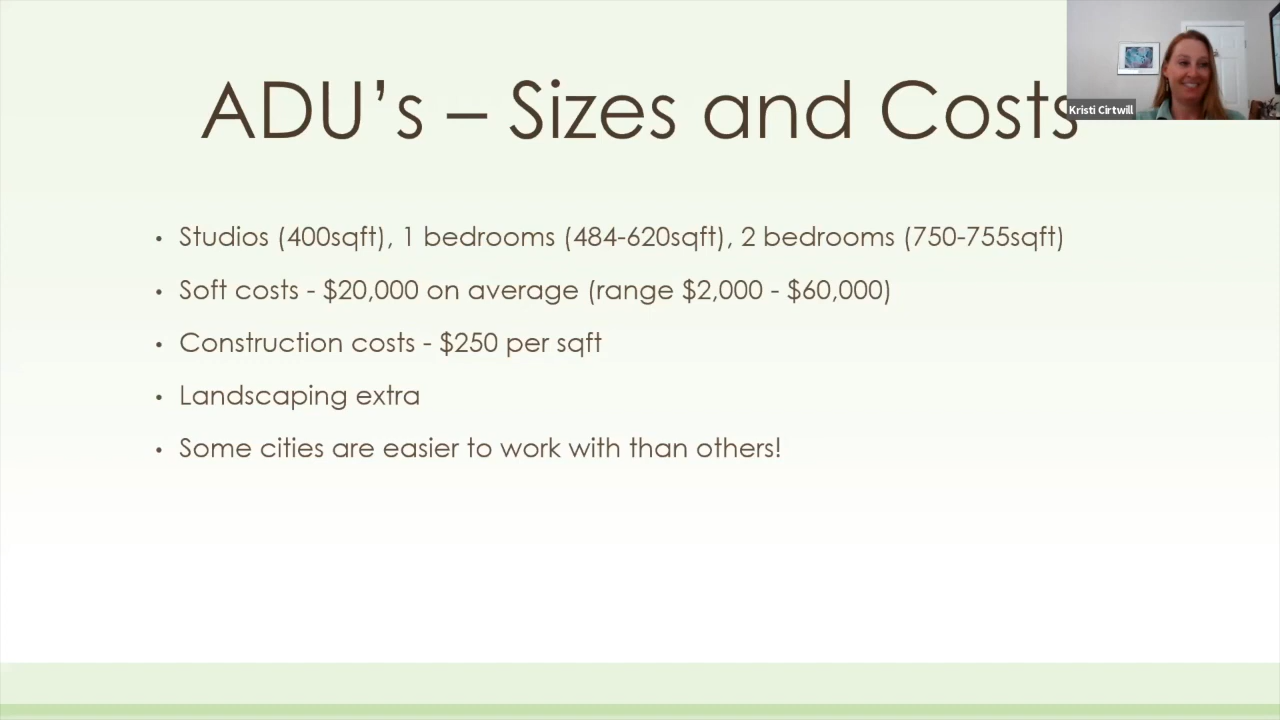 ADU's – Sizes and Costs
Kristi Cirtwill
• Studios (400sqft), 1 bedrooms (484-620sqft), 2 bedrooms (750-755sqft)
• Soft costs - $20,000 on average (range $2,000 - $60,000)
• Construction costs - $250 per sqft
• Landscaping extra
• Some cities are easier to work with than others!